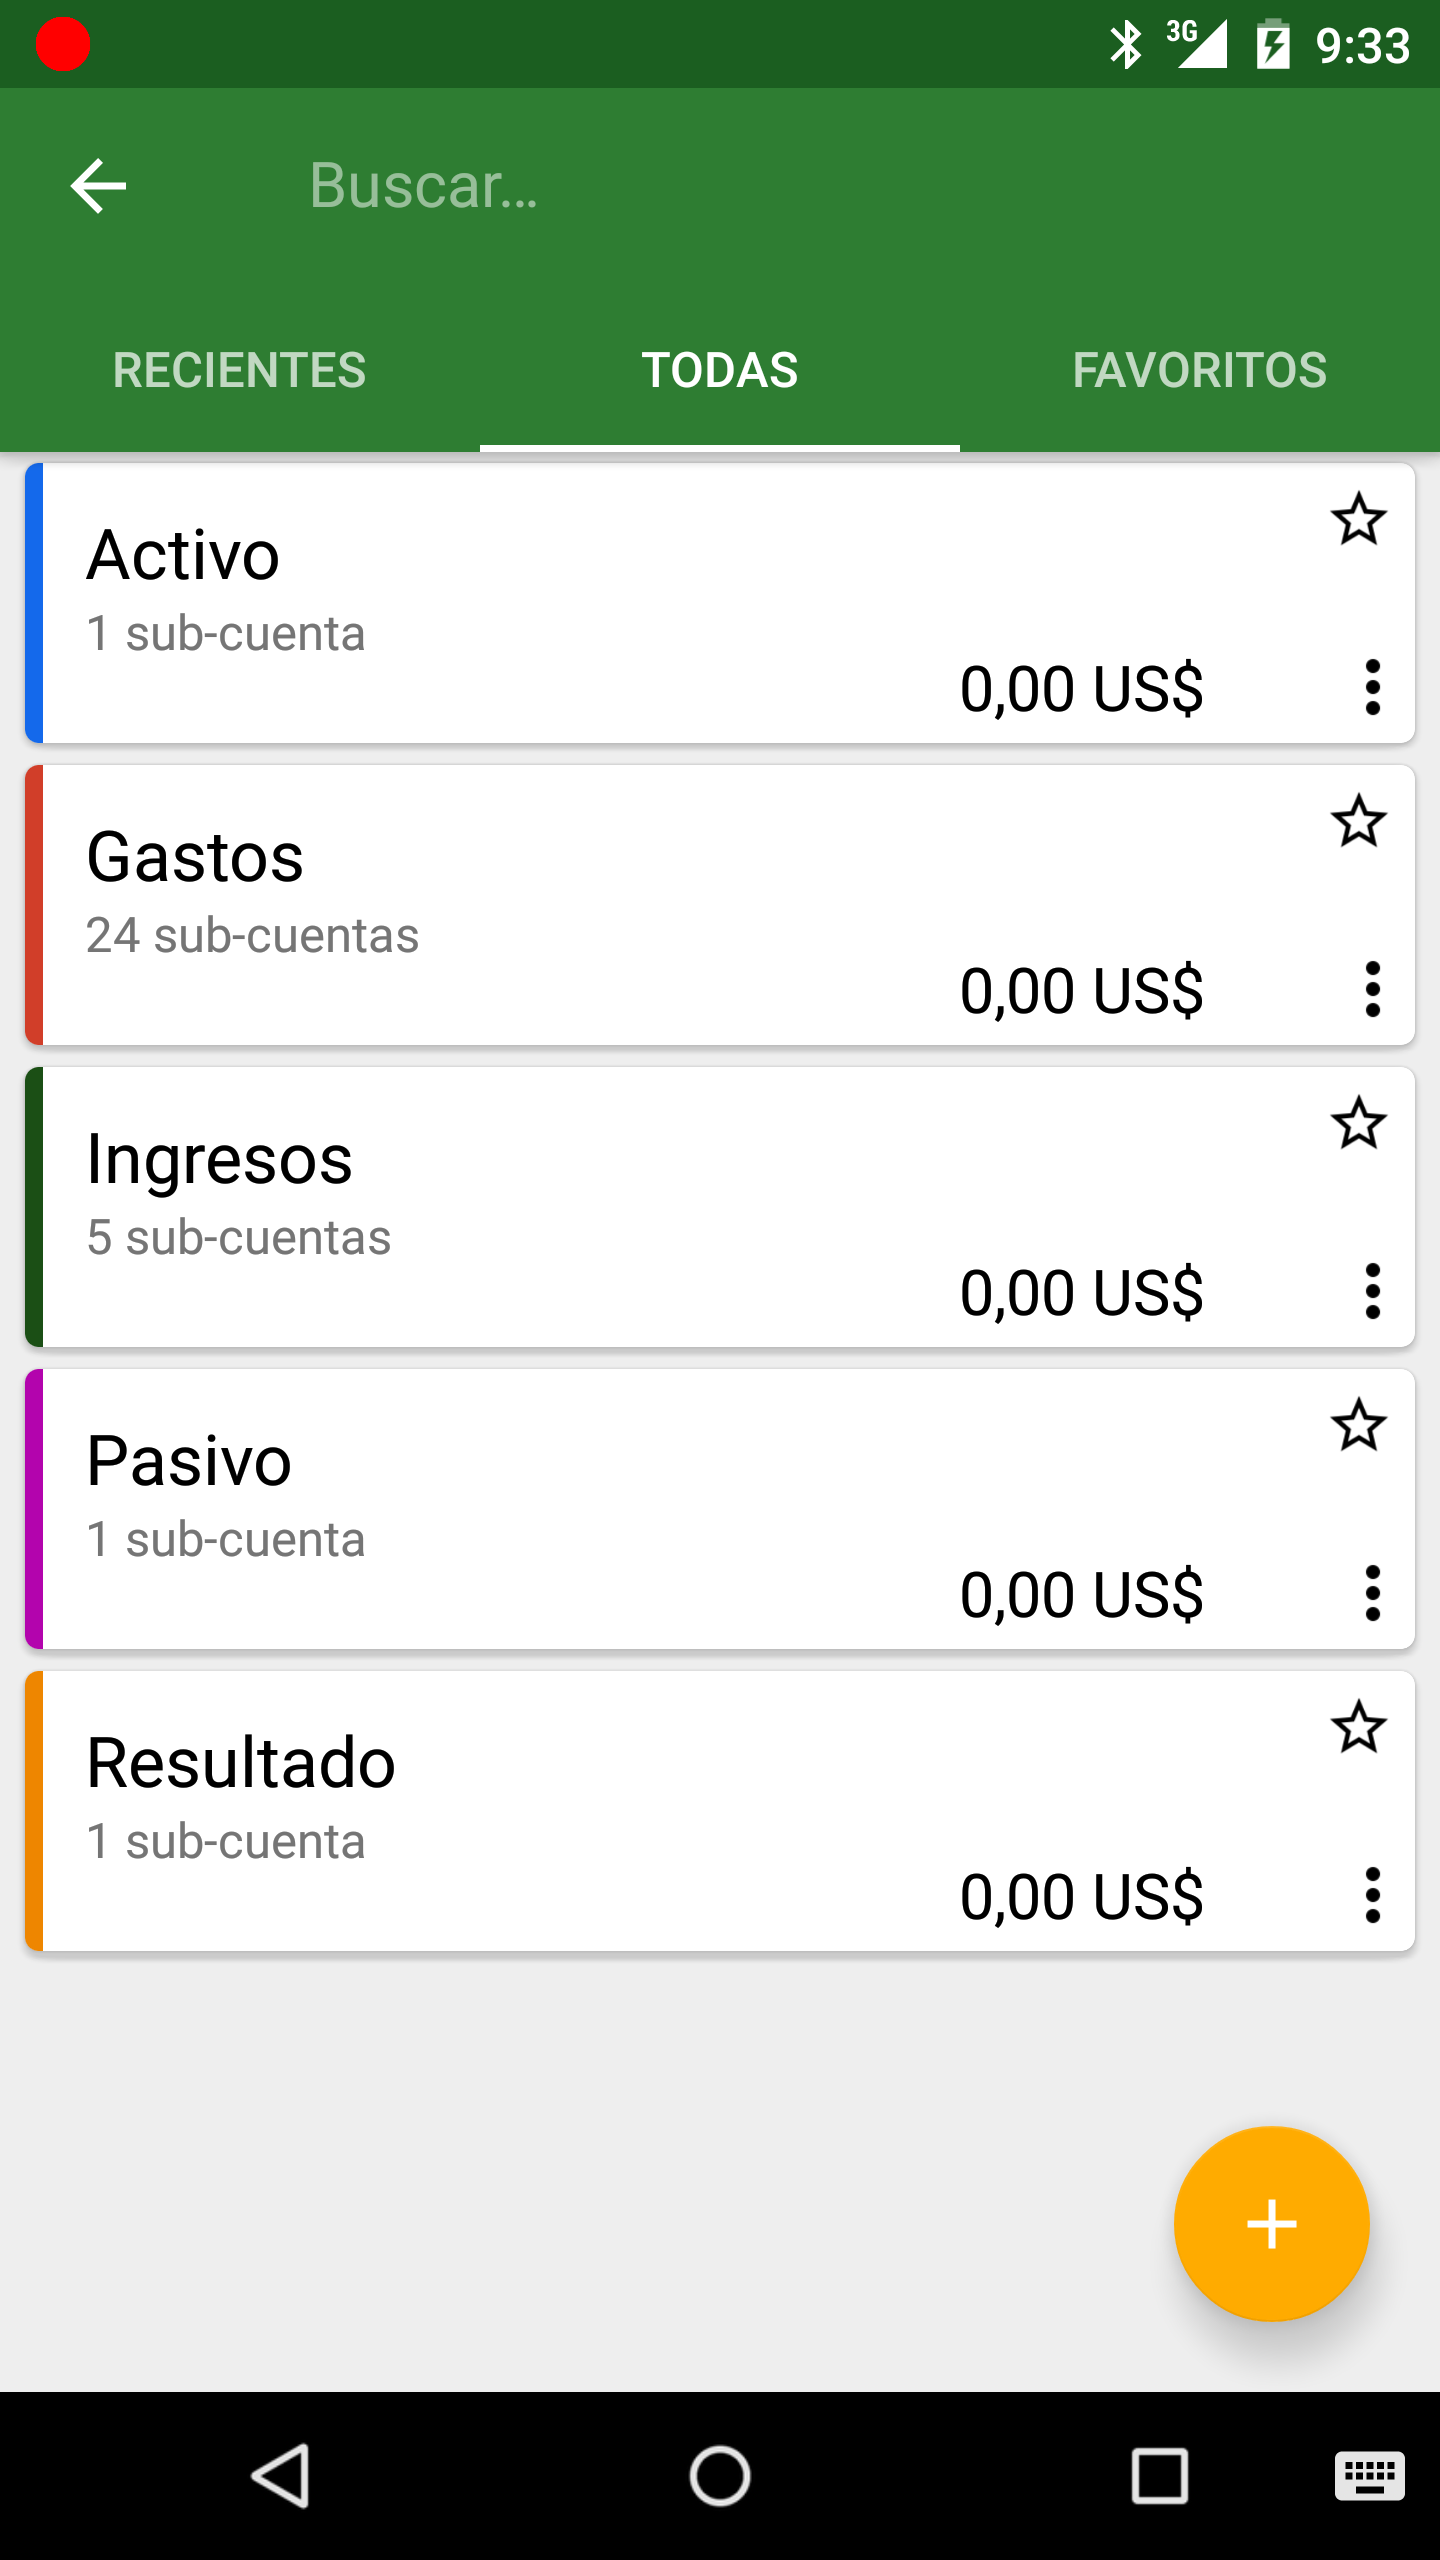 3G 9:33
Buscar...
RECIENTES TODAS FAVORITOS
Activo
1 sub-cuenta
0,00 US$
Gastos
24 sub-cuentas
0,00 US$
Ingresos
5 sub-cuentas
0,00 US$
Pasivo
1 sub-cuenta
0,00 US$
Resultado
1 sub-cuenta
0,00 US$